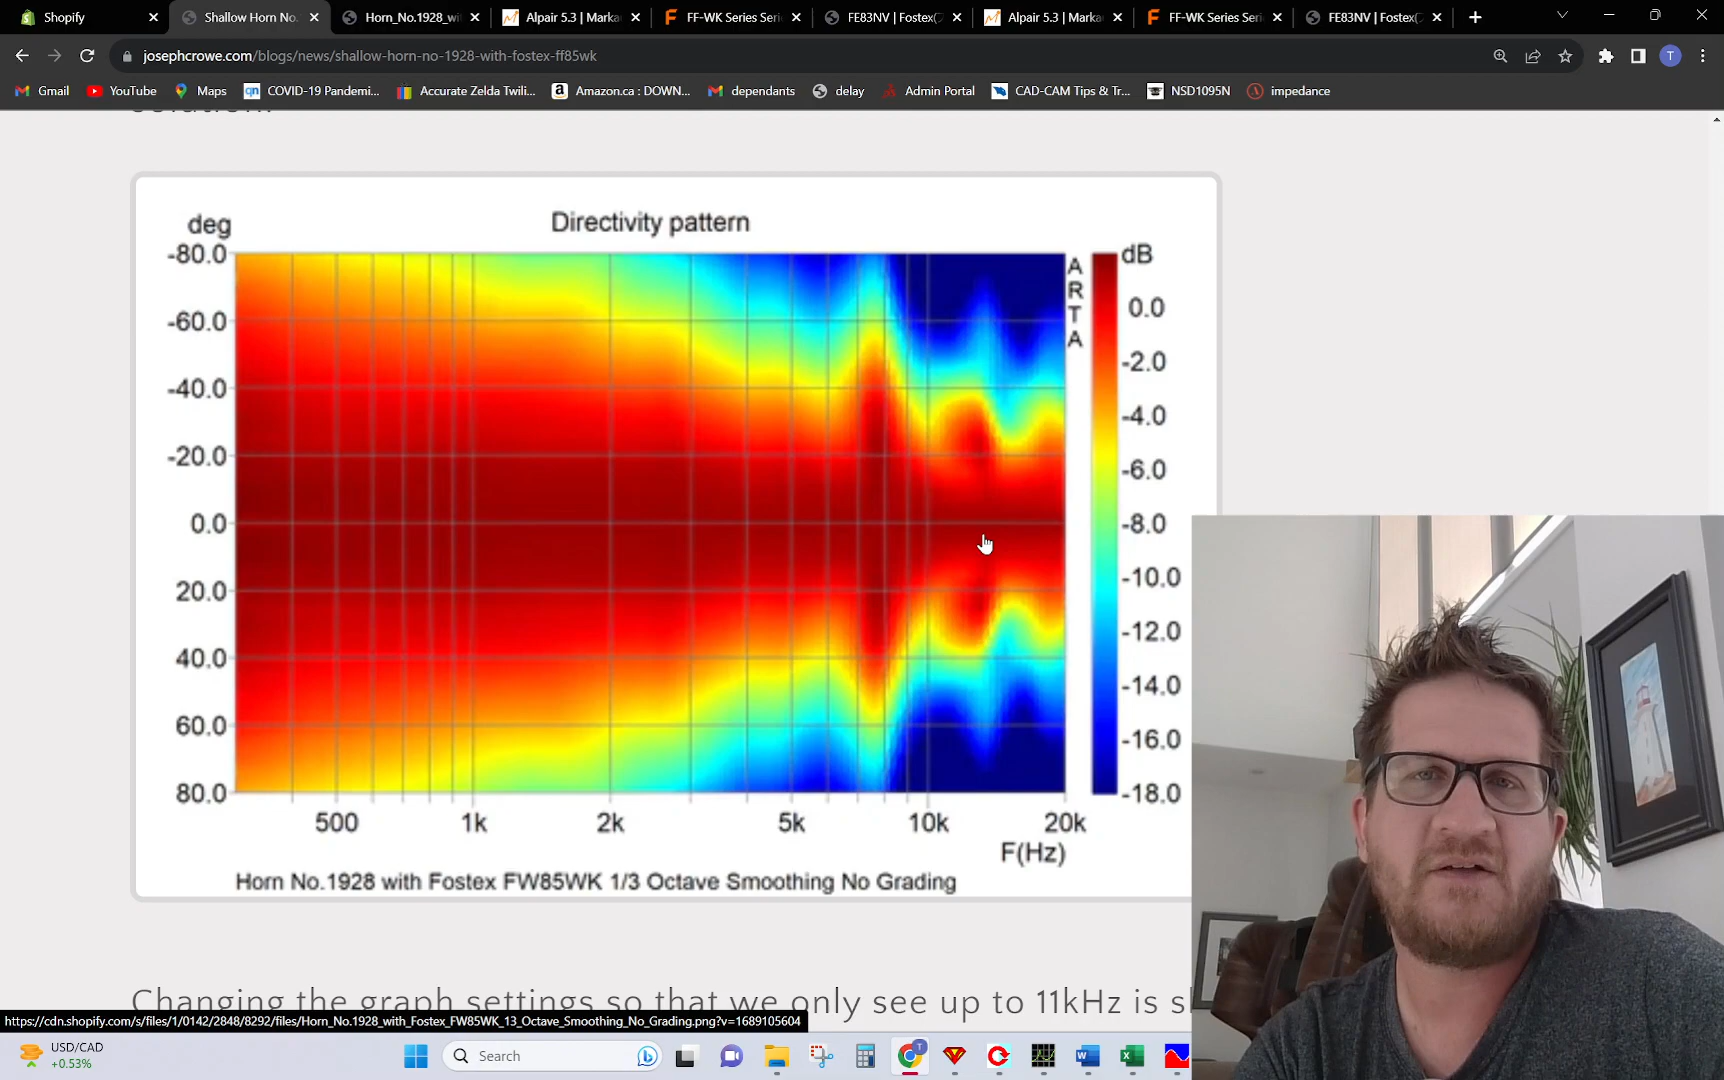 Shopify
Shallow Horn No.
Horn_No.1928_wi
Alpair 5.3 | Marka
FF-WK Series Seri
FE83NV | Fostex(
Alpair 5.3 | Marka
FF-WK Series Seri
FE83NV | Fostex(
josephcrowe.com/blogs/news/shallow-horn-no-1928-with-fostex-ff85wk
T
Gmail
YouTube
Maps
qn
COVID-19 Pandemi...
Accurate Zelda Twili...
Amazon.ca : DOWN...
dependants
delay
Admin Portal
CAD-CAM Tips & Tr...
NSD1095N
impedance
deg
Directivity pattern
dB
-80.0
-60.0
-40.0
-20.0
0.0
20.0
40.0
60.0
80.0
A
R
T
A
0.0
-2.0
-4.0
-6.0
-8.0
-10.0
-12.0
-14.0
-16.0
-18.0
500 1k 2k 5k 10k 20k
F(Hz)
Horn No.1928 with Fostex FW85WK 1/3 Octave Smoothing No Grading
Changing the graph settings so that we only see up to 11kHz is
https://cdn.shopify.com/s/files/1/0142/2848/8292/files/Horn_No.1928_with_Fostex_FW85WK_13_Octave_Smoothing_No_Grading.png?v=1689105604
USD/CAD
+0.53%
Search